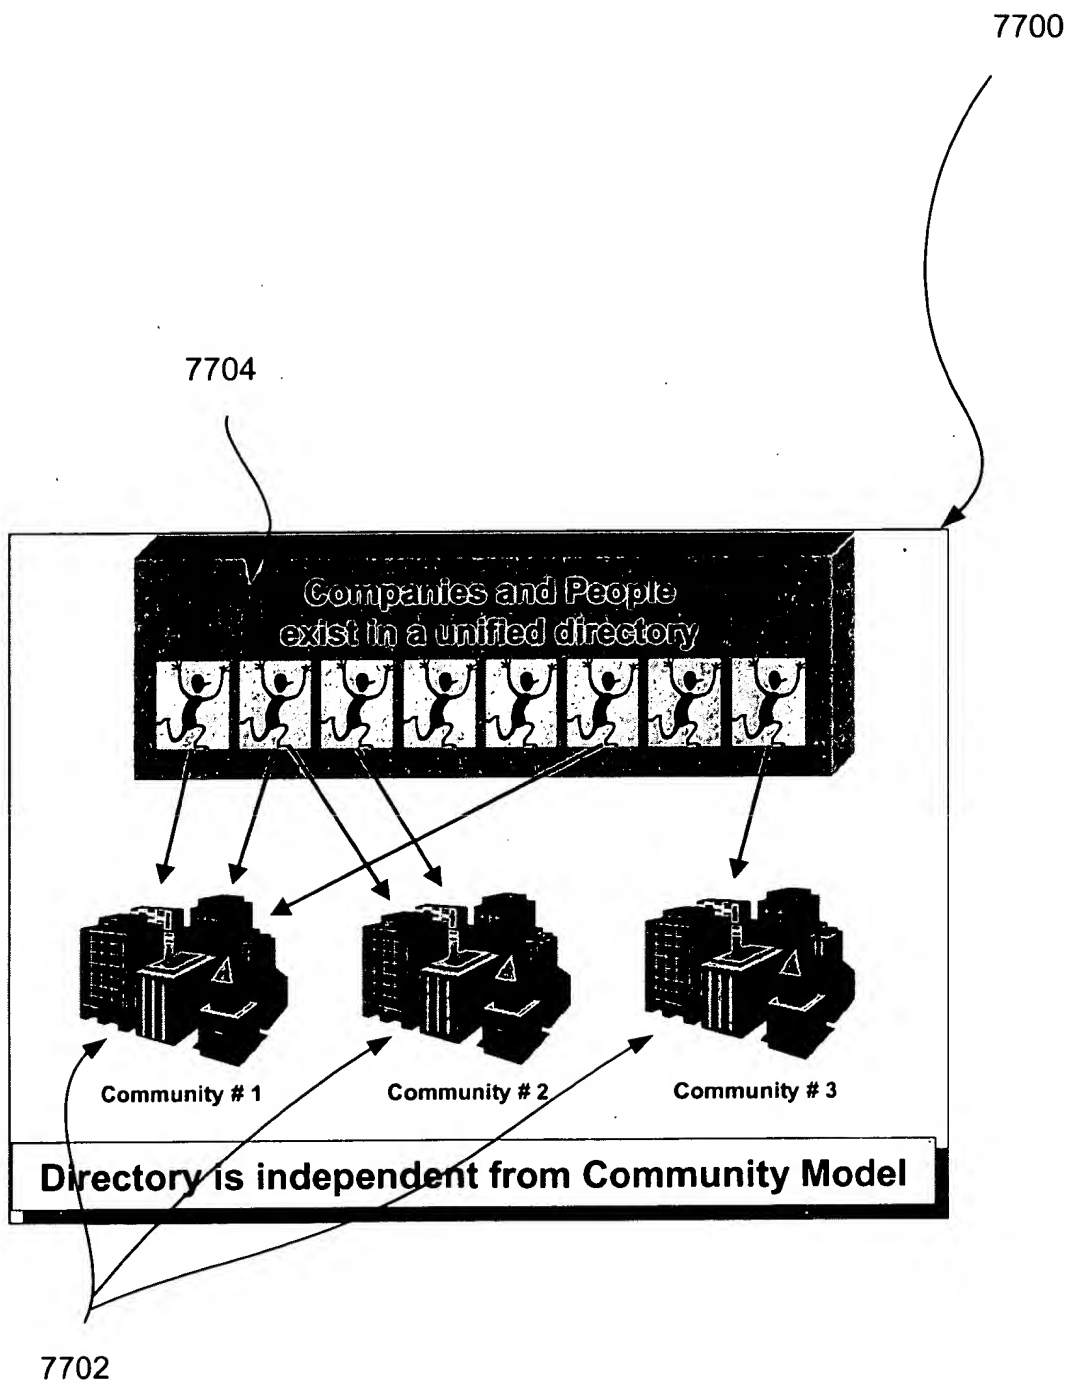 7700
7704
Companies and People
exist in a unified directory
Community # 1
Community # 2
Community # 3
Directory is independent from Community Model
7702